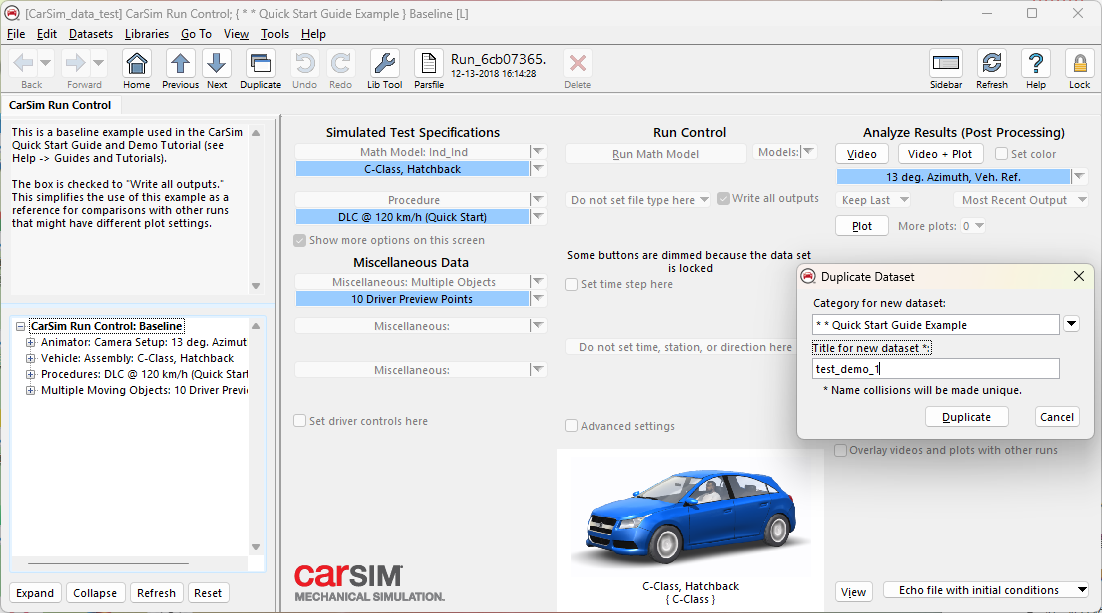 [CarSim_data_test] CarSim Run Control; { * * Quick Start Guide Example } Baseline [L]
File Edit Datasets Libraries Go To View Tools Help
Back Forward Home Previous Next Duplicate Undo Redo Lib Tool Parsfile
Run_6cb07365.
12-13-2018 16:14:28
Delete Sidebar Refresh Help Lock
CarSim Run Control
This is a baseline example used in the CarSim
Quick Start Guide and Demo Tutorial (see
Help -> Guides and Tutorials).
The box is checked to "Write all outputs."
This simplifies the use of this example as a
reference for comparisons with other runs
that might have different plot settings.
CarSim Run Control: Baseline
Animator: Camera Setup: 13 deg. Azimut
Vehicle: Assembly: C-Class, Hatchback
Procedures: DLC @ 120 km/h (Quick Start
Multiple Moving Objects: 10 Driver Previe
Expand Collapse Refresh Reset
Simulated Test Specifications
Math Model: Ind_Ind
C-Class, Hatchback
Procedure
DLC @ 120 km/h (Quick Start)
Show more options on this screen
Miscellaneous Data
Miscellaneous: Multiple Objects
10 Driver Preview Points
Miscellaneous:
Miscellaneous:
Set driver controls here
CarSIM
MECHANICAL SIMULATION.
Run Control
Run Math Model Models:
Do not set file type here Write all outputs
Some buttons are dimmed because the data set
is locked
Set time step here
Do not set time, station, or direction here
Advanced settings
C-Class, Hatchback
{ C-Class }
Analyze Results (Post Processing)
Video Video + Plot Set color
13 deg. Azimuth, Veh. Ref.
Keep Last Most Recent Output
Plot More plots: 0
Duplicate Dataset
Category for new dataset:
* * Quick Start Guide Example
Title for new dataset *:
test_demo_1
* Name collisions will be made unique.
Duplicate Cancel
Overlay videos and plots with other runs
View Echo file with initial conditions